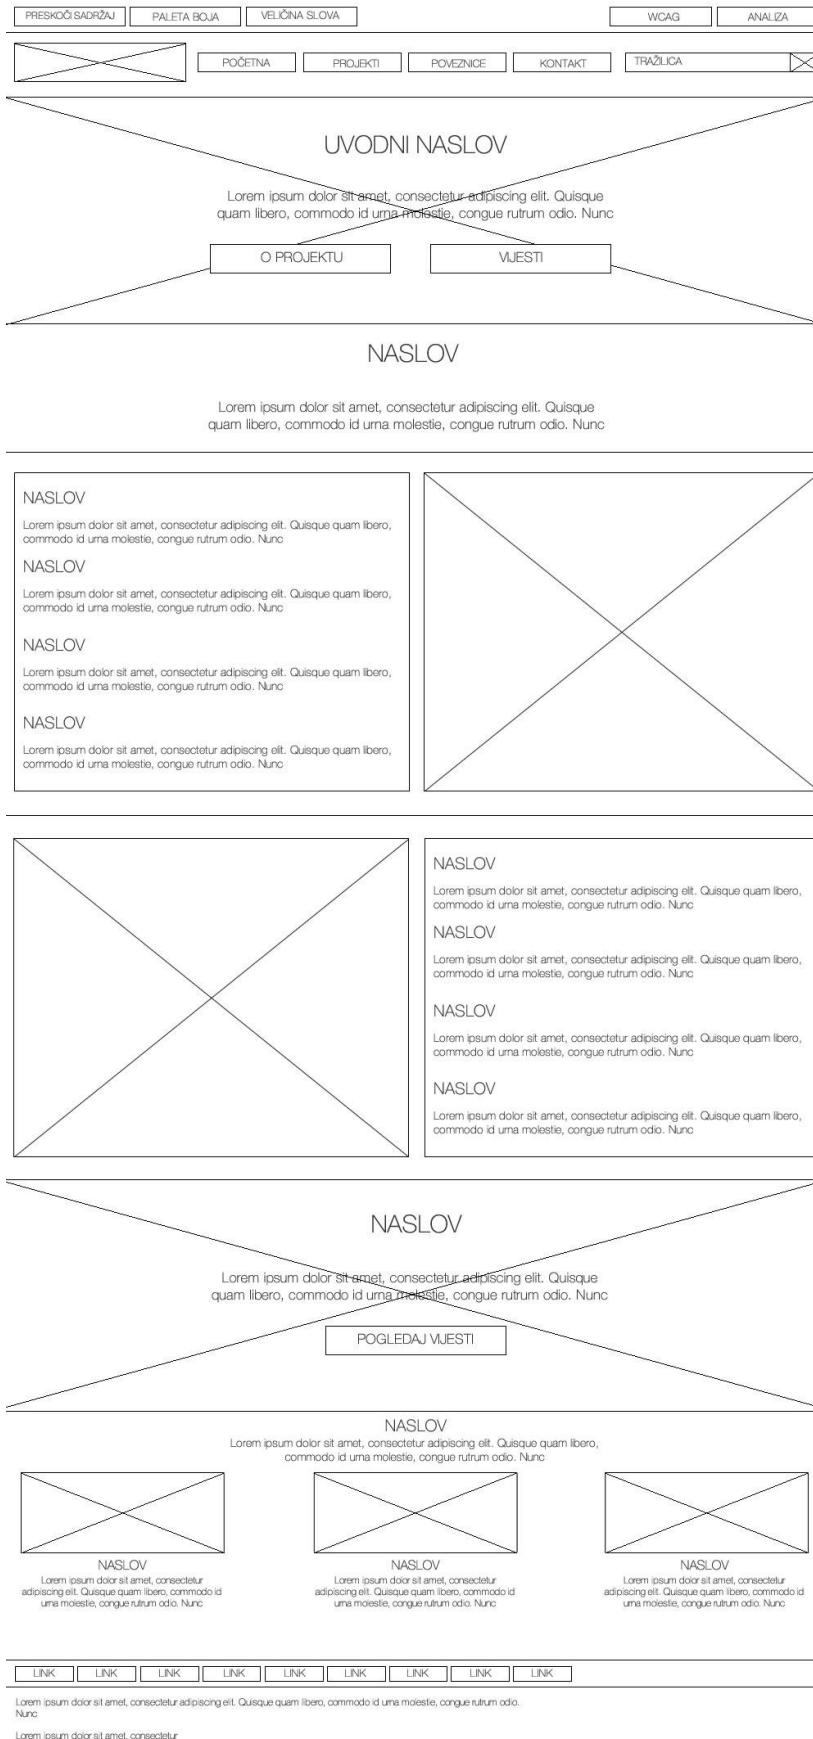 PRESKOČI SADRŽAJ PALETA BOJA VELIČINA SLOVA WCAG ANALIZA
POČETNA PROJEKTI POVEZNICE KONTAKT TRAŽILICA
UVODNI NASLOV
Lorem ipsum dolor sit amet, consectetur adipiscing elit. Quisque
quam libero, commodo id urna molestie, congue rutrum odio. Nunc
O PROJEKTU VIJESTI
NASLOV
Lorem ipsum dolor sit amet, consectetur adipiscing elit. Quisque
quam libero, commodo id urna molestie, congue rutrum odio. Nunc
NASLOV
Lorem ipsum dolor sit amet, consectetur adipiscing elit. Quisque quam libero,
commodo id urna molestie, congue rutrum odio. Nunc
NASLOV
Lorem ipsum dolor sit amet, consectetur adipiscing elit. Quisque quam libero,
commodo id urna molestie, congue rutrum odio. Nunc
NASLOV
Lorem ipsum dolor sit amet, consectetur adipiscing elit. Quisque quam libero,
commodo id urna molestie, congue rutrum odio. Nunc
NASLOV
Lorem ipsum dolor sit amet, consectetur adipiscing elit. Quisque quam libero,
commodo id urna molestie, congue rutrum odio. Nunc
NASLOV
Lorem ipsum dolor sit amet, consectetur adipiscing elit. Quisque quam libero,
commodo id urna molestie, congue rutrum odio. Nunc
NASLOV
Lorem ipsum dolor sit amet, consectetur adipiscing elit. Quisque quam libero,
commodo id urna molestie, congue rutrum odio. Nunc
NASLOV
Lorem ipsum dolor sit amet, consectetur adipiscing elit. Quisque quam libero,
commodo id urna molestie, congue rutrum odio. Nunc
NASLOV
Lorem ipsum dolor sit amet, consectetur adipiscing elit. Quisque quam libero,
commodo id urna molestie, congue rutrum odio. Nunc
NASLOV
Lorem ipsum dolor sit amet, consectetur adipiscing elit. Quisque
quam libero, commodo id urna molestie, congue rutrum odio. Nunc
POGLEDAJ VIJESTI
NASLOV
Lorem ipsum dolor sit amet, consectetur adipiscing elit. Quisque quam libero,
commodo id urna molestie, congue rutrum odio. Nunc
NASLOV
Lorem ipsum dolor sit amet, consectetur
adipiscing elit. Quisque quam libero, commodo id
urna molestie, congue rutrum odio. Nunc
NASLOV
Lorem ipsum dolor sit amet, consectetur
adipiscing elit. Quisque quam libero, commodo id
urna molestie, congue rutrum odio. Nunc
NASLOV
Lorem ipsum dolor sit amet, consectetur
adipiscing elit. Quisque quam libero, commodo id
urna molestie, congue rutrum odio. Nunc
LINK LINK LINK LINK LINK LINK LINK LINK LINK
Lorem ipsum dolor sit amet, consectetur adipiscing elit. Quisque quam libero, commodo id urna molestie, congue rutrum odio.
Nunc
Lorem ipsum dolor sit amet, consectetur